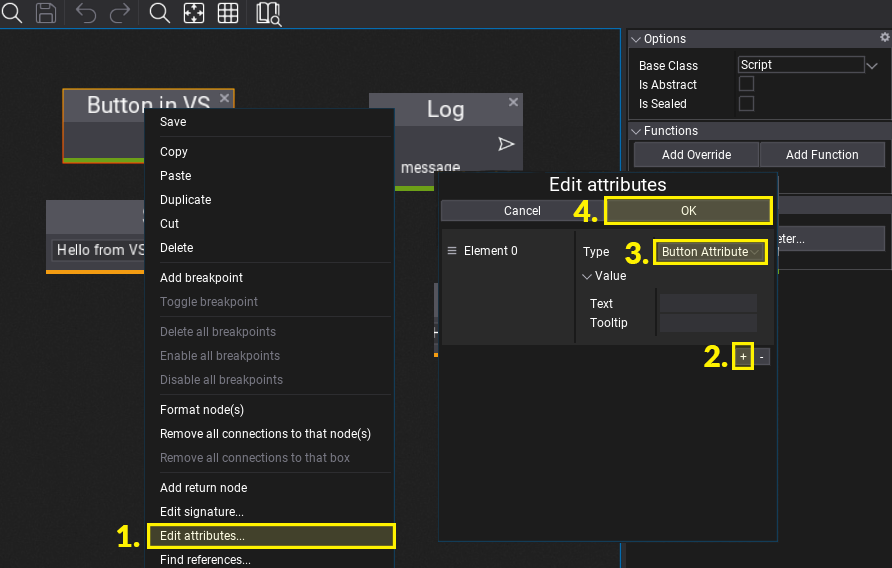 Options
Base Class
Script
Is Abstract
Is Sealed
Functions
Add Override
Add Function
Button in VS
Log
message
Hello from VS
Save
Copy
Paste
Duplicate
Cut
Delete
Add breakpoint
Toggle breakpoint
Delete all breakpoints
Enable all breakpoints
Disable all breakpoints
Format node(s)
Remove all connections to that node(s)
Remove all connections to that box
Add return node
Edit signature...
1.
Edit attributes...
Find references...
Edit attributes
Cancel
4.
OK
Element 0
Type
3.
Button Attribute
Value
Text
Tooltip
2.
+
-